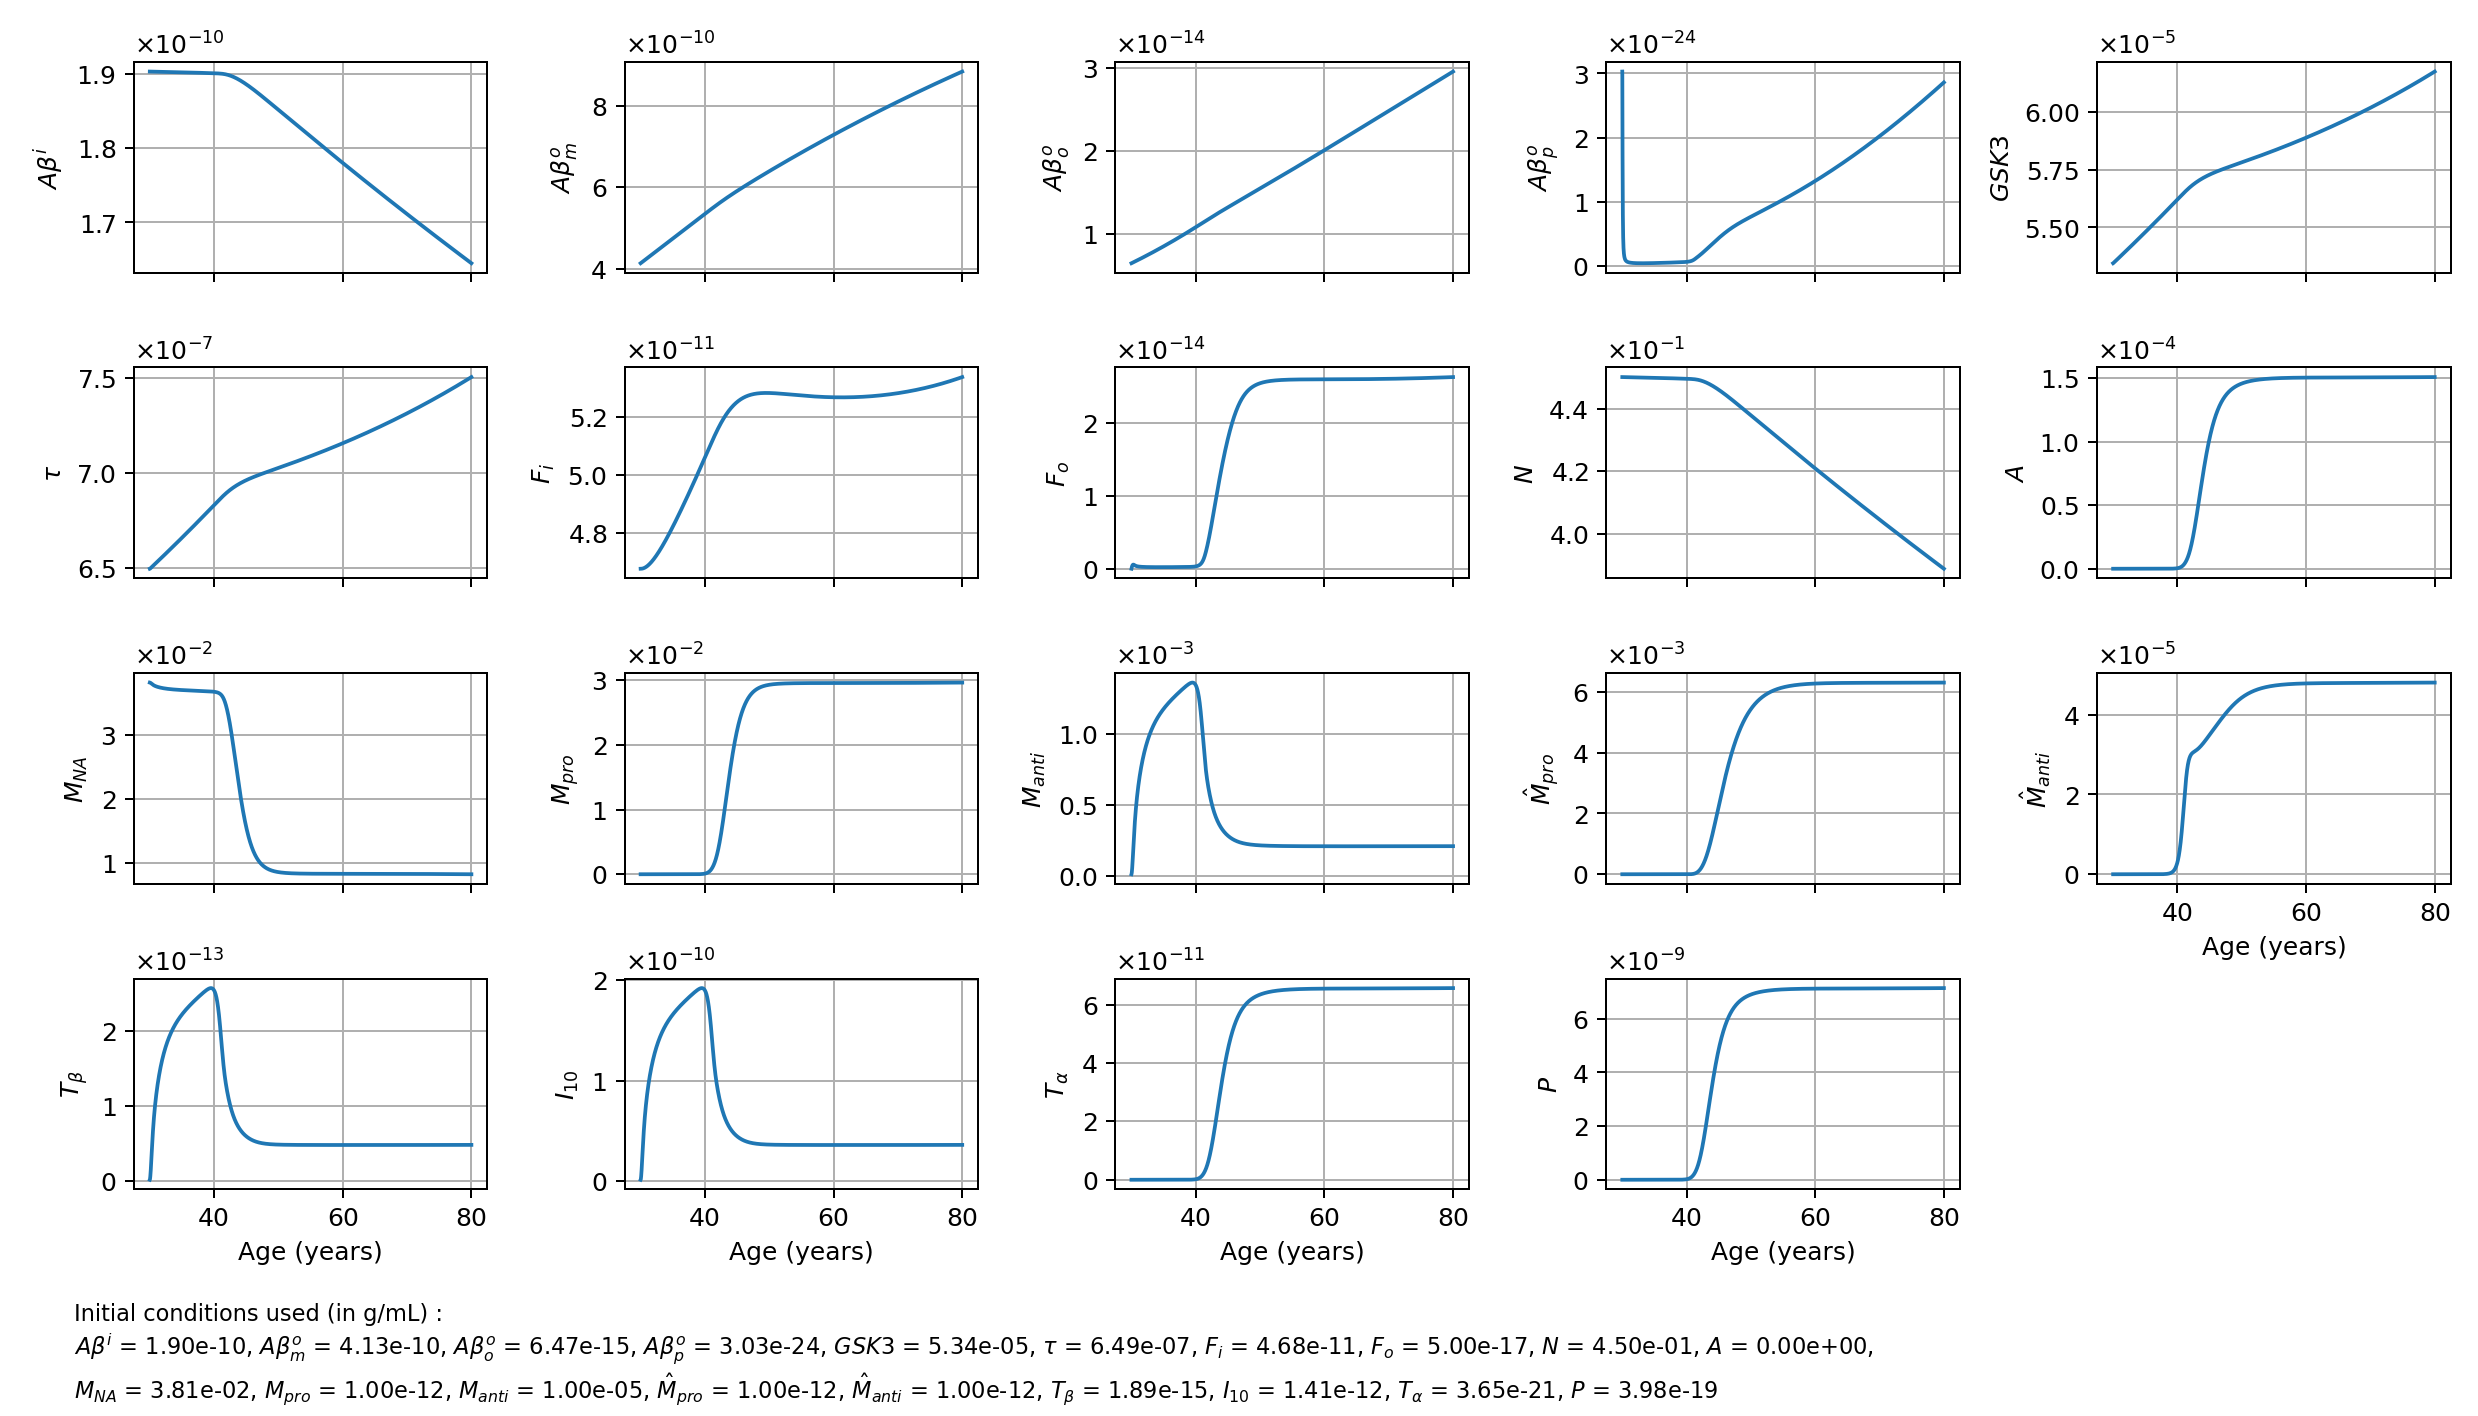 ×10⁻¹⁰ ×10⁻¹⁰ ×10⁻¹⁴ ×10⁻²⁴ ×10⁻⁵
Aβⁱ 1.9 1.8 1.7
Aβₘᵒ 8 6 4
Aβₒᵒ 3 2 1
Aβₚᵒ 3 2 1 0
GSK3 6.00 5.75 5.50
×10⁻⁷ ×10⁻¹¹ ×10⁻¹⁴ ×10⁻¹ ×10⁻⁴
τ 7.5 7.0 6.5
Fᵢ 5.2 5.0 4.8
Fₒ 2 1 0
N 4.4 4.2 4.0
A 1.5 1.0 0.5 0.0
×10⁻² ×10⁻² ×10⁻³ ×10⁻³ ×10⁻⁵
M_NA 3 2 1
M_pro 3 2 1 0
M_anti 1.0 0.5 0.0
M̂_pro 6 4 2 0
M̂_anti 4 2 0
40 60 80
Age (years)
×10⁻¹³ ×10⁻¹⁰ ×10⁻¹¹ ×10⁻⁹
T_β 2 1 0
I₁₀ 2 1 0
T_α 6 4 2 0
P 6 4 2 0
40 60 80 40 60 80 40 60 80 40 60 80
Age (years) Age (years) Age (years) Age (years)
Initial conditions used (in g/mL) :
Aβⁱ = 1.90e-10, Aβₘᵒ = 4.13e-10, Aβₒᵒ = 6.47e-15, Aβₚᵒ = 3.03e-24, GSK3 = 5.34e-05, τ = 6.49e-07, Fᵢ = 4.68e-11, Fₒ = 5.00e-17, N = 4.50e-01, A = 0.00e+00,
M_NA = 3.81e-02, M_pro = 1.00e-12, M_anti = 1.00e-05, M̂_pro = 1.00e-12, M̂_anti = 1.00e-12, T_β = 1.89e-15, I₁₀ = 1.41e-12, T_α = 3.65e-21, P = 3.98e-19